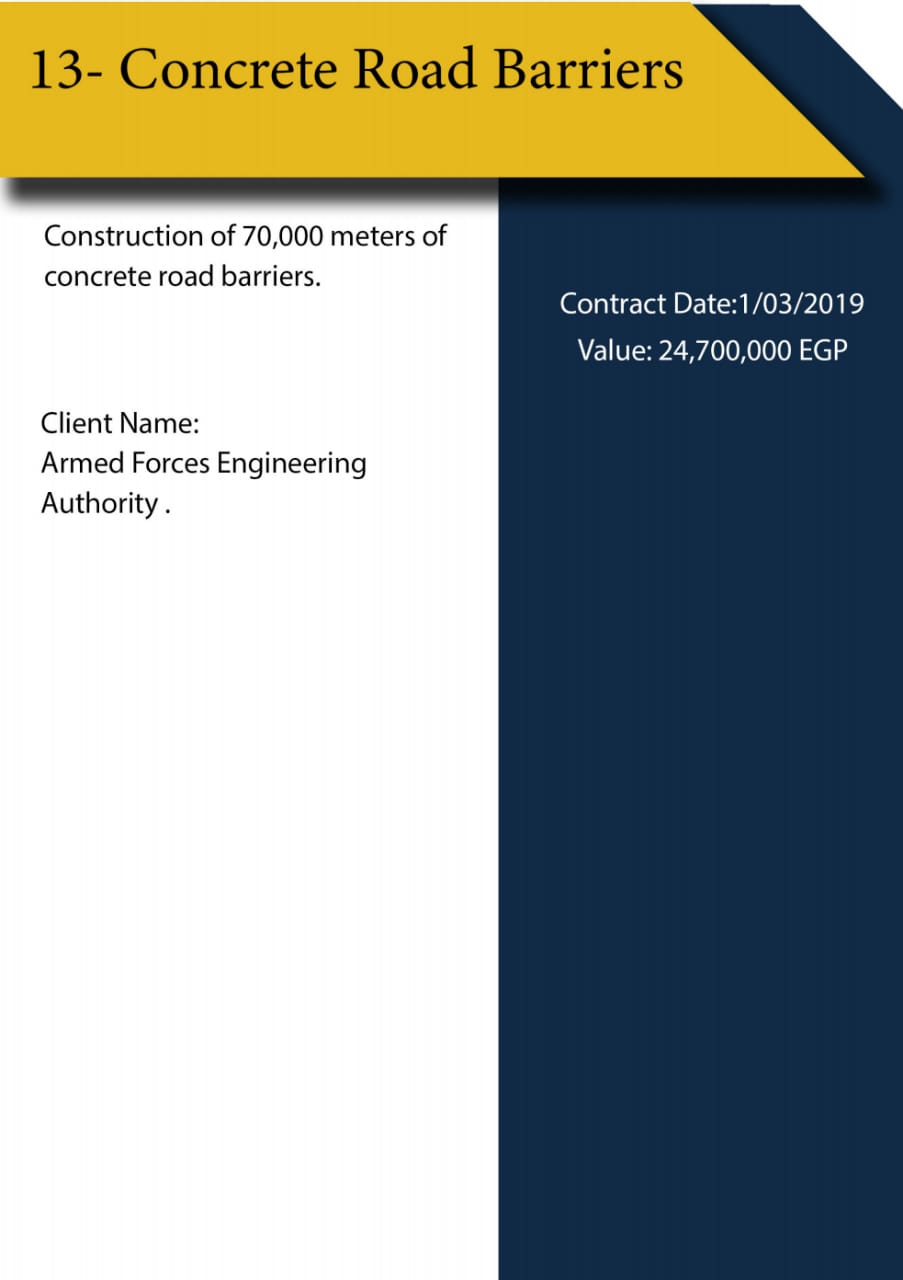 13- Concrete Road Barriers
Construction of 70,000 meters of
concrete road barriers.
Contract Date:1/03/2019
Value: 24,700,000 EGP
Client Name:
Armed Forces Engineering
Authority .